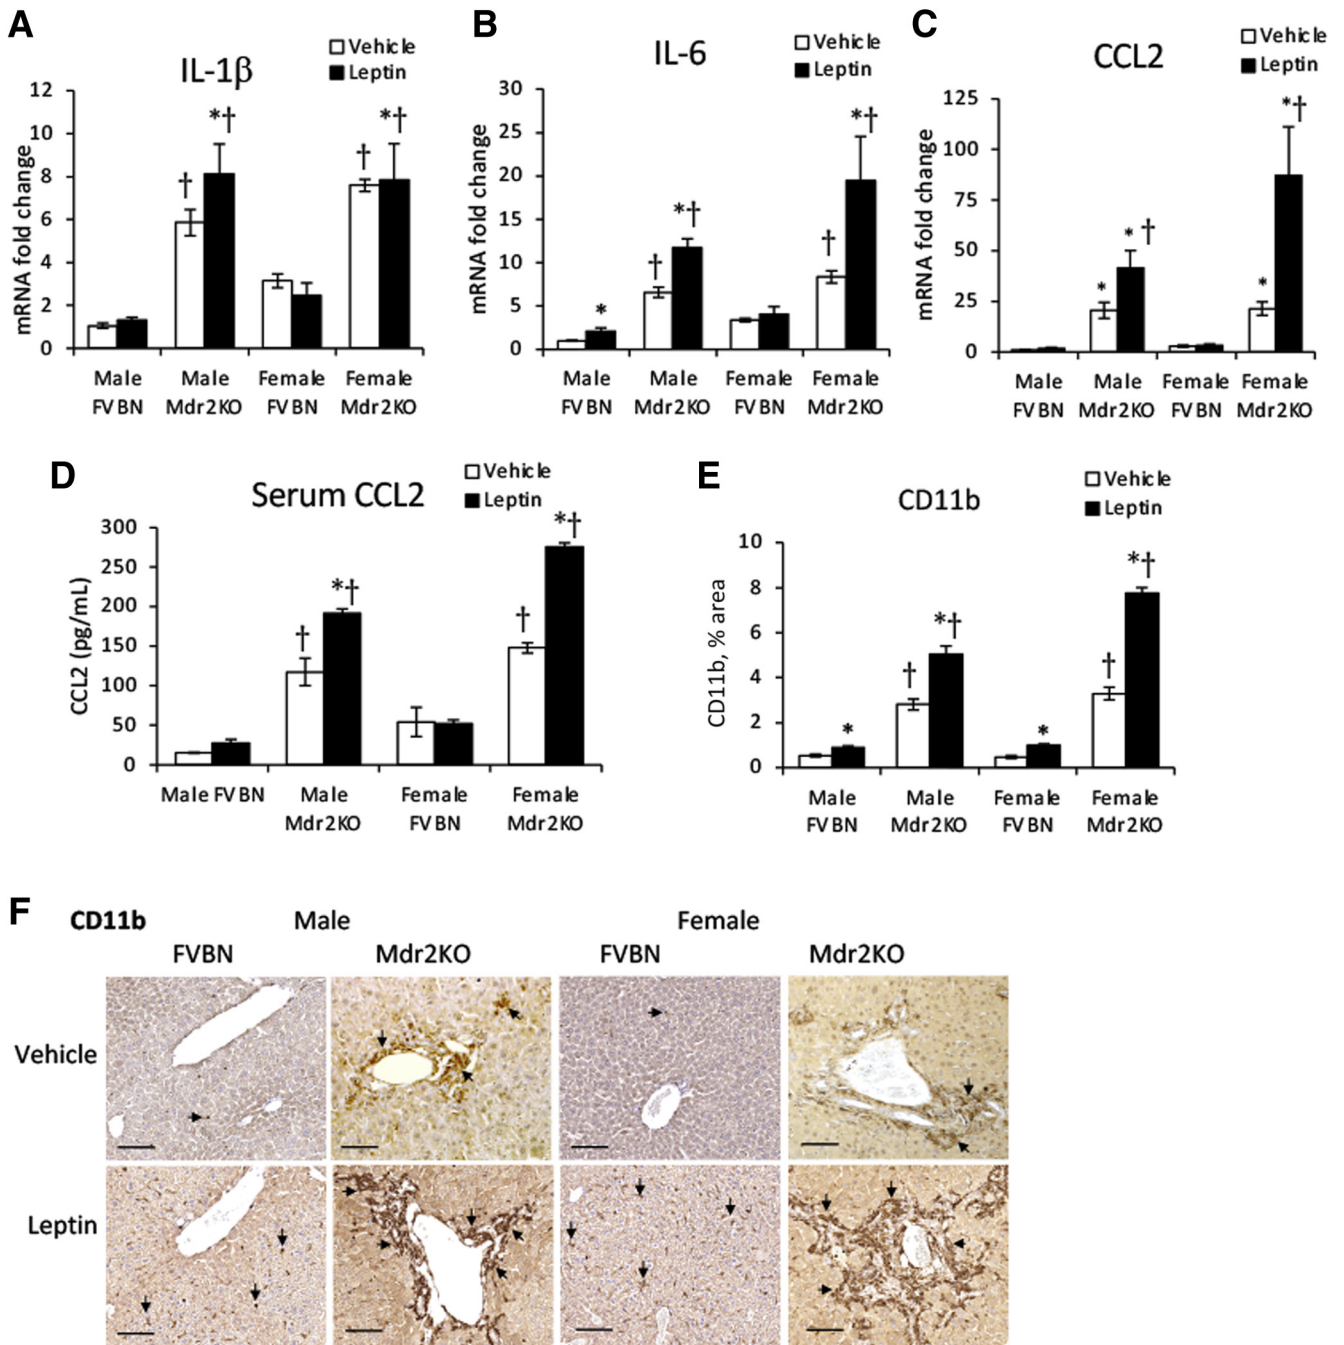 A
IL-1β
Vehicle
Leptin
mRNA fold change
12
10
8
6
4
2
0
*†
*†
†
†
Male FVBN
Male Mdr2KO
Female FVBN
Female Mdr2KO
B
IL-6
Vehicle
Leptin
mRNA fold change
30
25
20
15
10
5
0
*
†
*†
†
*†
Male FVBN
Male Mdr2KO
Female FVBN
Female Mdr2KO
C
CCL2
Vehicle
Leptin
mRNA fold change
125
100
75
50
25
0
*
* †
*
*†
Male FVBN
Male Mdr2KO
Female FVBN
Female Mdr2KO
D
Serum CCL2
Vehicle
Leptin
CCL2 (pg/mL)
300
250
200
150
100
50
0
†
*†
†
*†
Male FVBN
Male Mdr2KO
Female FVBN
Female Mdr2KO
E
CD11b
Vehicle
Leptin
CD11b, % area
10
8
6
4
2
0
*
†
*†
*
†
*†
Male FVBN
Male Mdr2KO
Female FVBN
Female Mdr2KO
F
CD11b Male Female
FVBN Mdr2KO FVBN Mdr2KO
Vehicle
Leptin